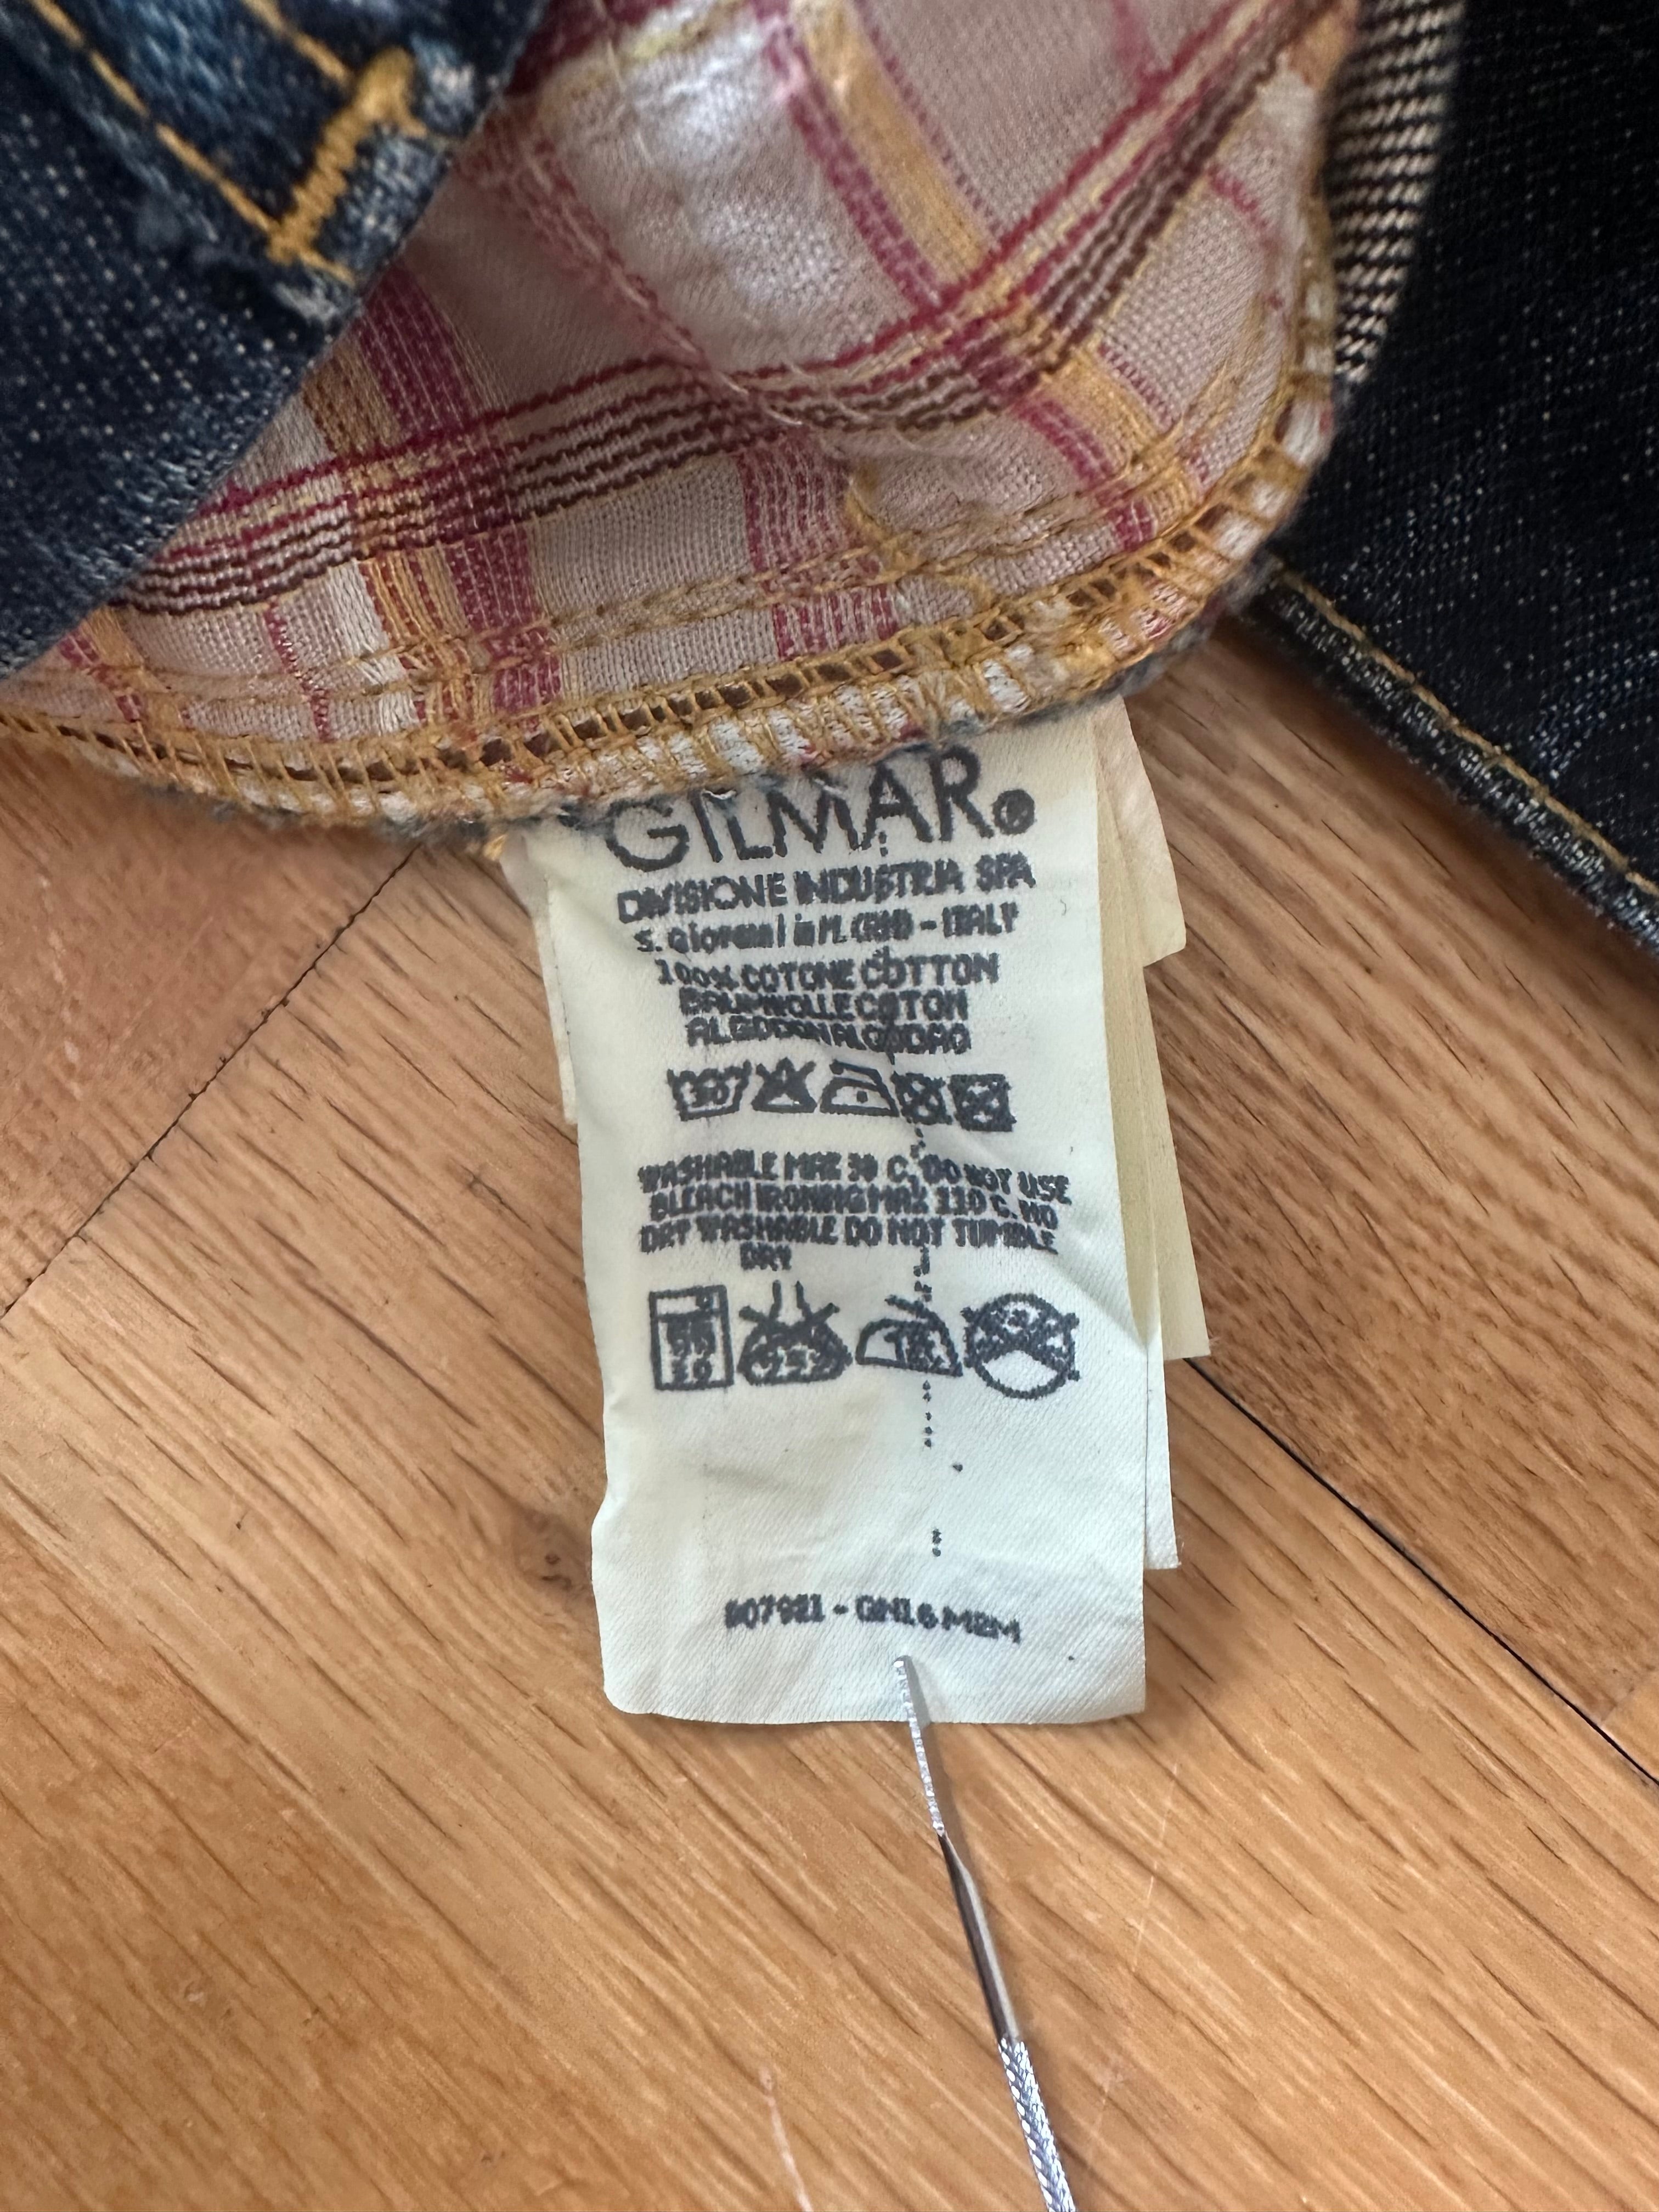 GILMAR®
DIVISIONE INDUSTRIA SPA
S. Giovanni in M. (RN) - ITALY
100% COTONE COTTON
BAUMWOLLE COTON
ALGODON ALGODAO
30
WASHABLE MAX 30 C. DO NOT USE
BLEACH IRONING MAX 110 C. NO
DRY WASHABLE DO NOT TUMBLE
DRY